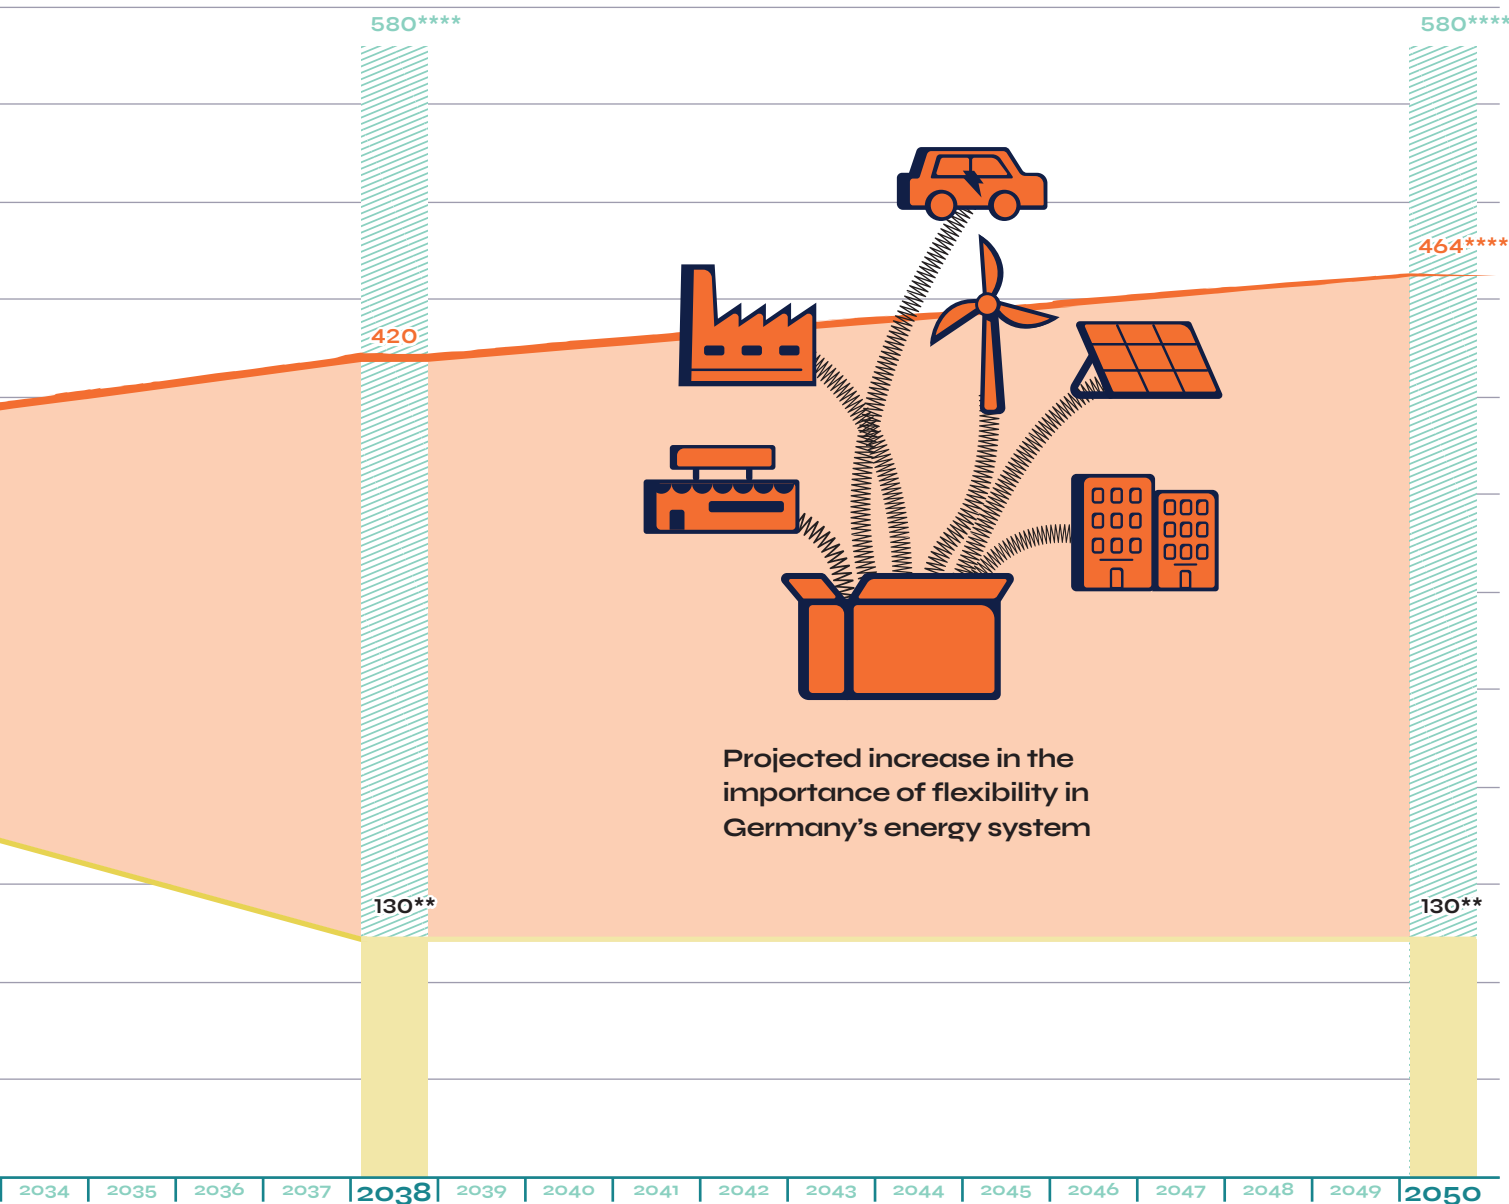 580****
580****
464****
420
Projected increase in the
importance of flexibility in
Germany's energy system
130**
130**
2034 2035 2036 2037 2038 2039 2040 2041 2042 2043 2044 2045 2046 2047 2048 2049 2050